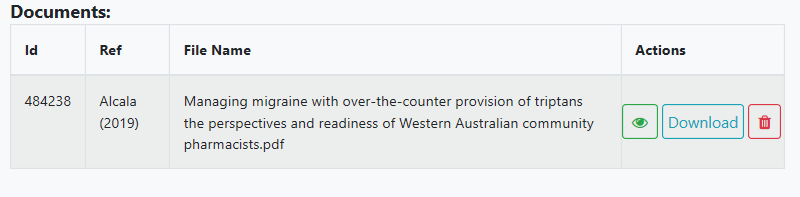 Documents:
Id Ref File Name Actions
484238 Alcala (2019) Managing migraine with over-the-counter provision of triptans
the perspectives and readiness of Western Australian community
pharmacists.pdf
Download